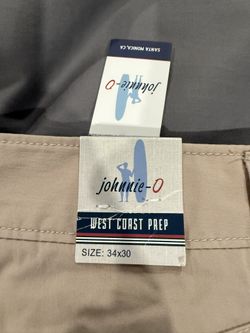 SANTA MONICA, CA
johnnie-O
johnnie-O
WEST COAST PREP
SIZE: 34x30